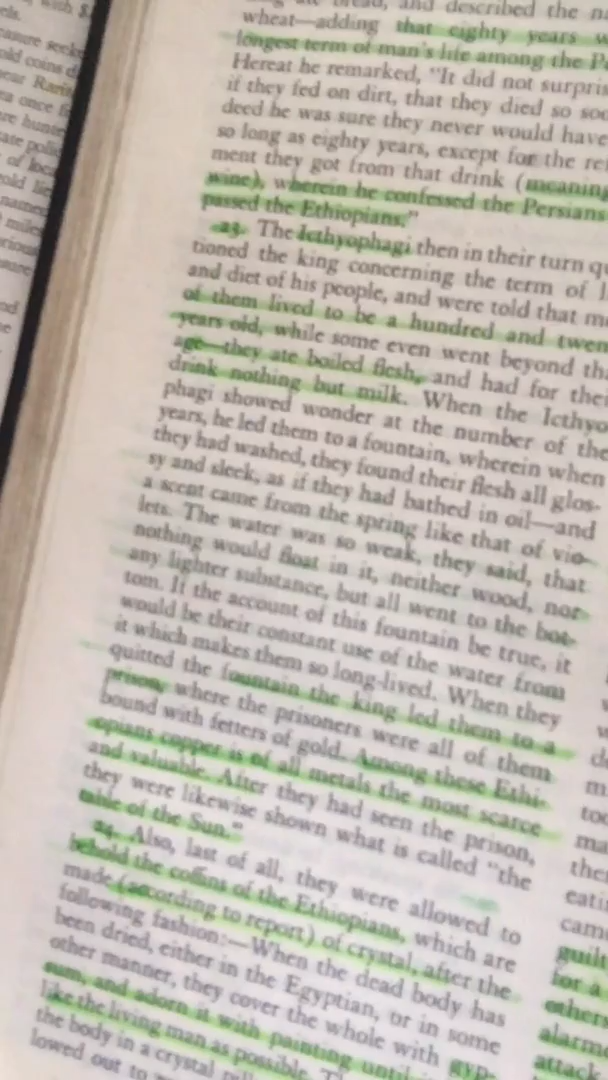 wheat—adding that eighty years w
longest term of man's life among the Pe
Hereat he remarked, "It did not surpris
if they fed on dirt, that they died so soo
deed he was sure they never would have
so long as eighty years, except for the re
ment they got from that drink (meaning
wine), wherein he confessed the Persians
passed the Ethiopians."
23. The Icthyophagi then in their turn qu
tioned the king concerning the term of l
and diet of his people, and were told that m
of them lived to be a hundred and twen
years old, while some even went beyond tha
age—they ate boiled flesh, and had for their
drink nothing but milk. When the Icthyo
phagi showed wonder at the number of the
years, he led them to a fountain, wherein when
they had washed, they found their flesh all glos-
sy and sleek, as if they had bathed in oil—and
a scent came from the spring like that of vio-
lets. The water was so weak, they said, that
nothing would float in it, neither wood, nor
any lighter substance, but all went to the bot-
tom. If the account of this fountain be true, it
would be their constant use of the water from
it which makes them so long-lived. When they
quitted the fountain the king led them to a
prison, where the prisoners were all of them
bound with fetters of gold. Among these Ethi-
opians copper is of all metals the most scarce
and valuable. After they had seen the prison,
they were likewise shown what is called "the
table of the Sun."
24. Also, last of all, they were allowed to
behold the coffins of the Ethiopians, which are
made (according to report) of crystal, after the
following fashion:—When the dead body has
been dried, either in the Egyptian, or in some
other manner, they cover the whole with gyp-
sum, and adorn it with painting until
like the living man as possible.
the body in a crystal
lowed out to
eati
came
guilt
for a
others
alarm
attack